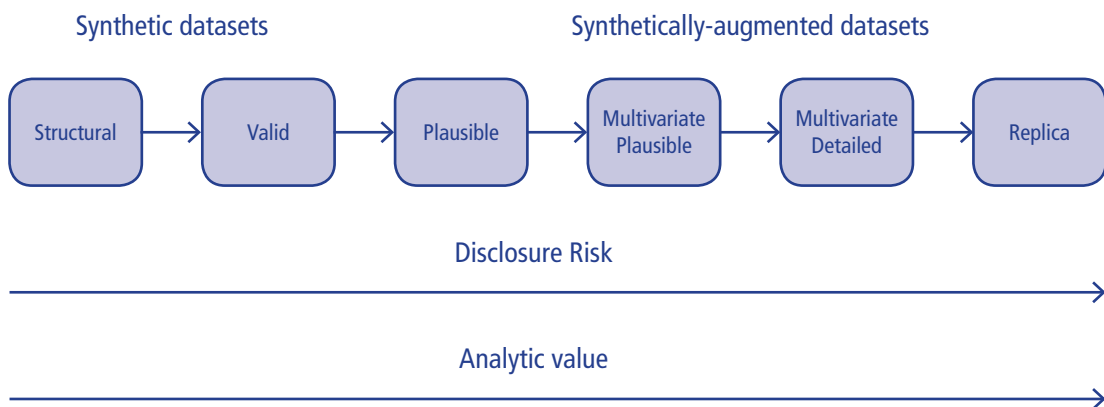 Synthetic datasets
Synthetically-augmented datasets
Structural
Valid
Plausible
Multivariate
Plausible
Multivariate
Detailed
Replica
Disclosure Risk
Analytic value